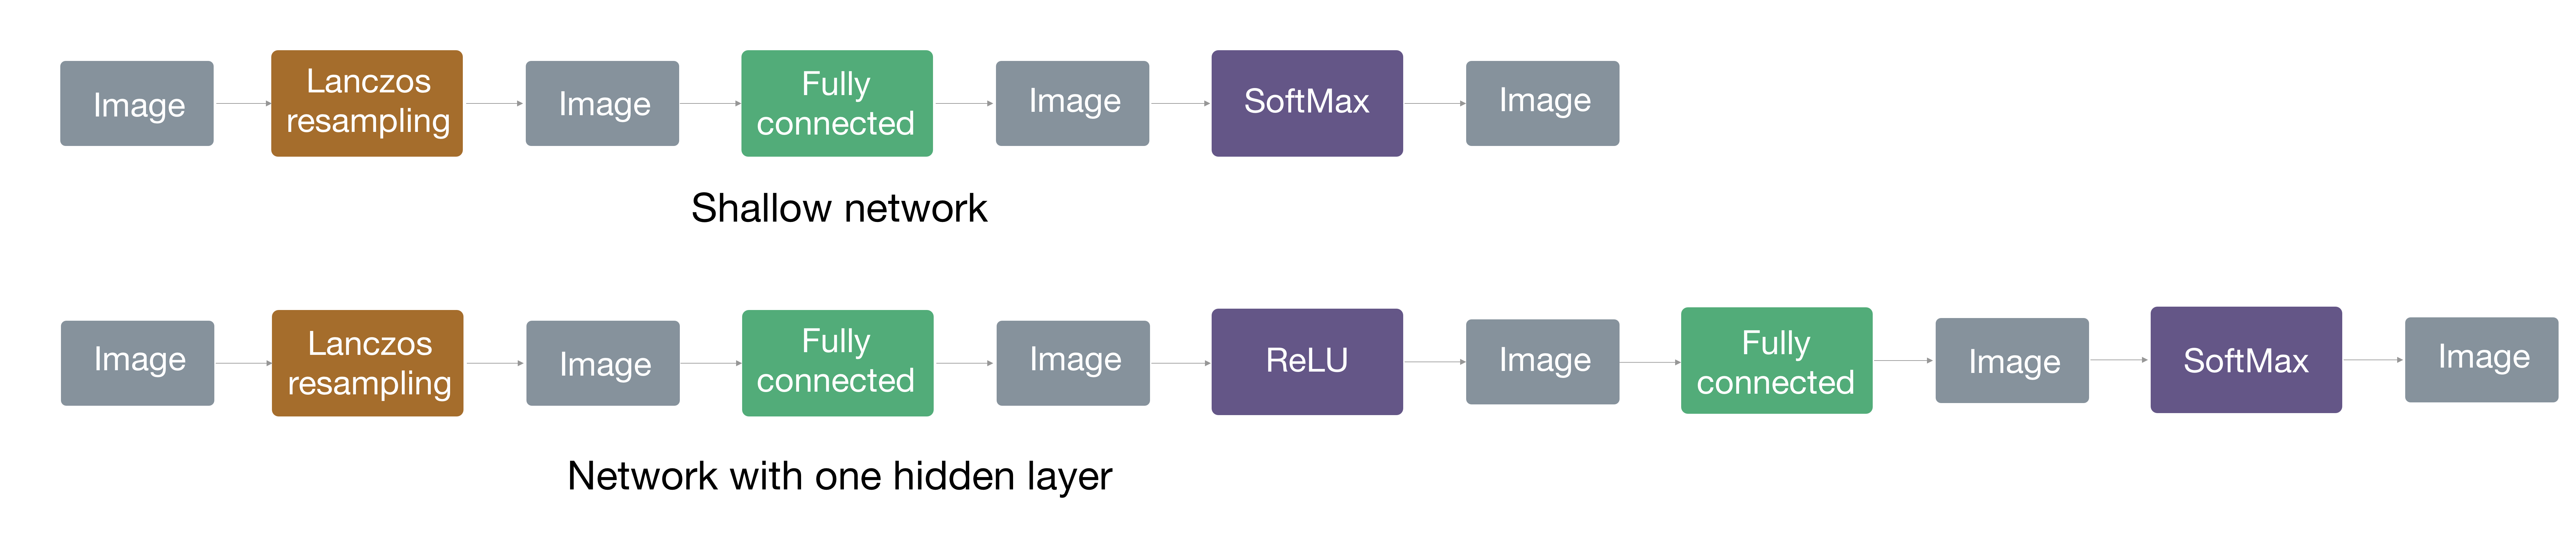 Image
Lanczos
resampling
Image
Fully
connected
Image
SoftMax
Image
Shallow network
Image
Lanczos
resampling
Image
Fully
connected
Image
ReLU
Image
Fully
connected
Image
SoftMax
Image
Network with one hidden layer